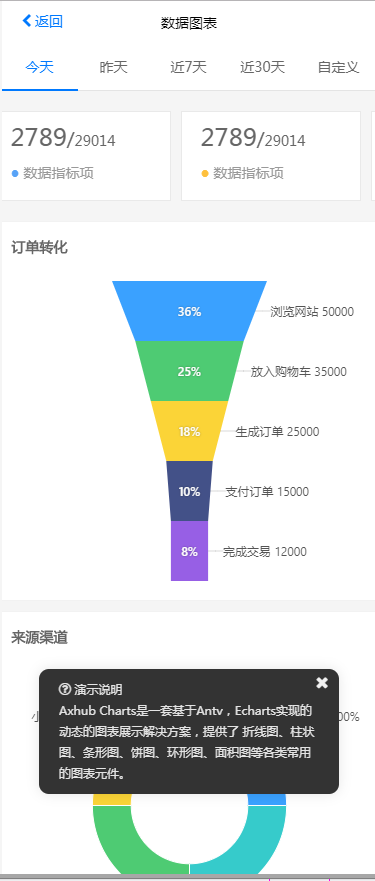 返回
数据图表
今天 昨天 近7天 近30天 自定义
2789/29014 2789/29014
数据指标项 数据指标项
订单转化
36% 浏览网站 50000
25% 放入购物车 35000
18% 生成订单 25000
10% 支付订单 15000
8% 完成交易 12000
来源渠道
演示说明
Axhub Charts是一套基于Antv，Echarts实现的
动态的图表展示解决方案，提供了 折线图、柱状
图、条形图、饼图、环形图、面积图等各类常用
的图表元件。